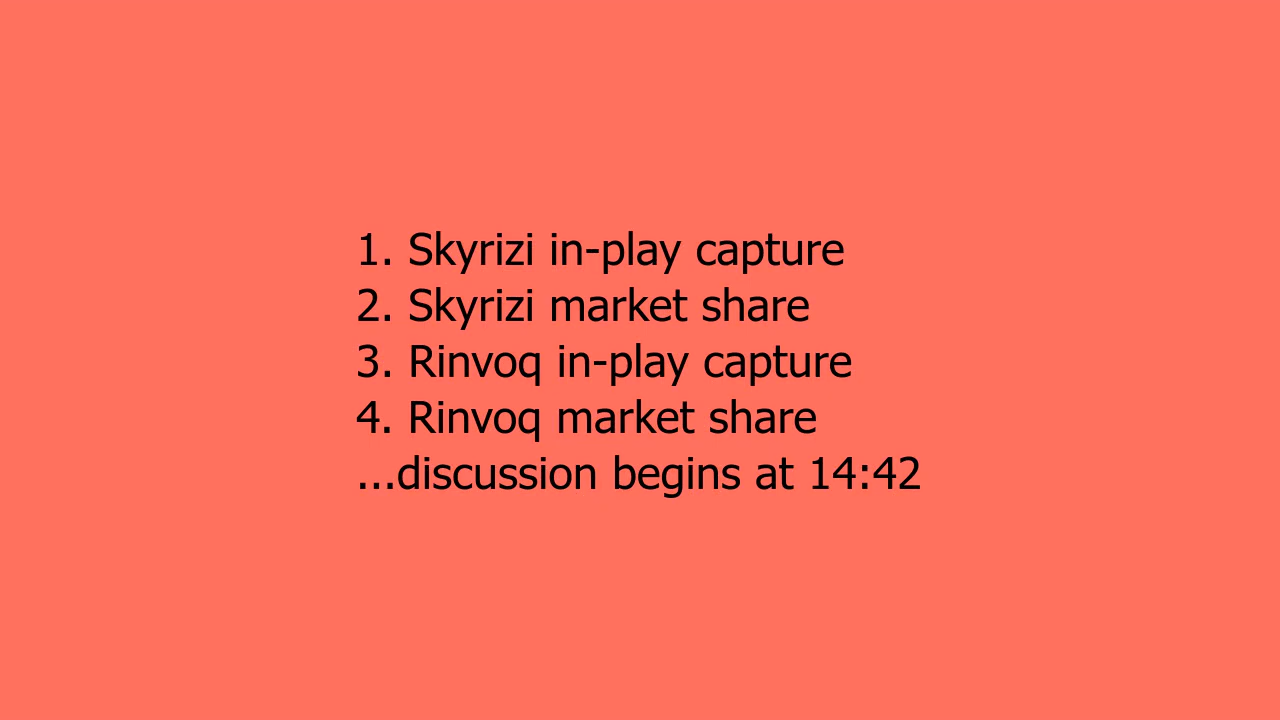 1. Skyrizi in-play capture
2. Skyrizi market share
3. Rinvoq in-play capture
4. Rinvoq market share
...discussion begins at 14:42